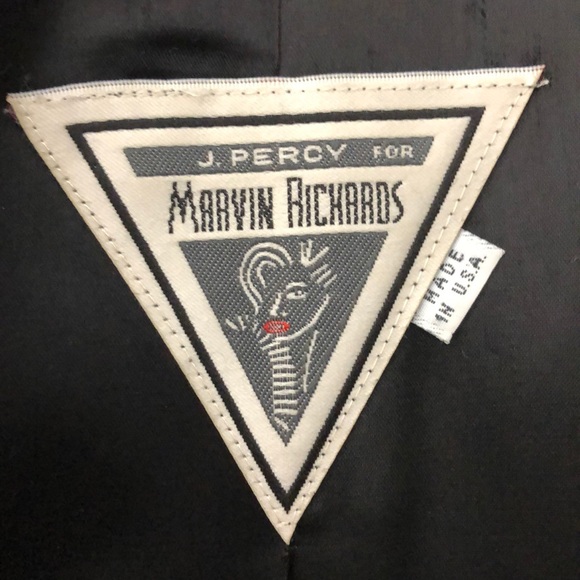 J. PERCY FOR
MARVIN RICHARDS
MADE
IN U.S.A.